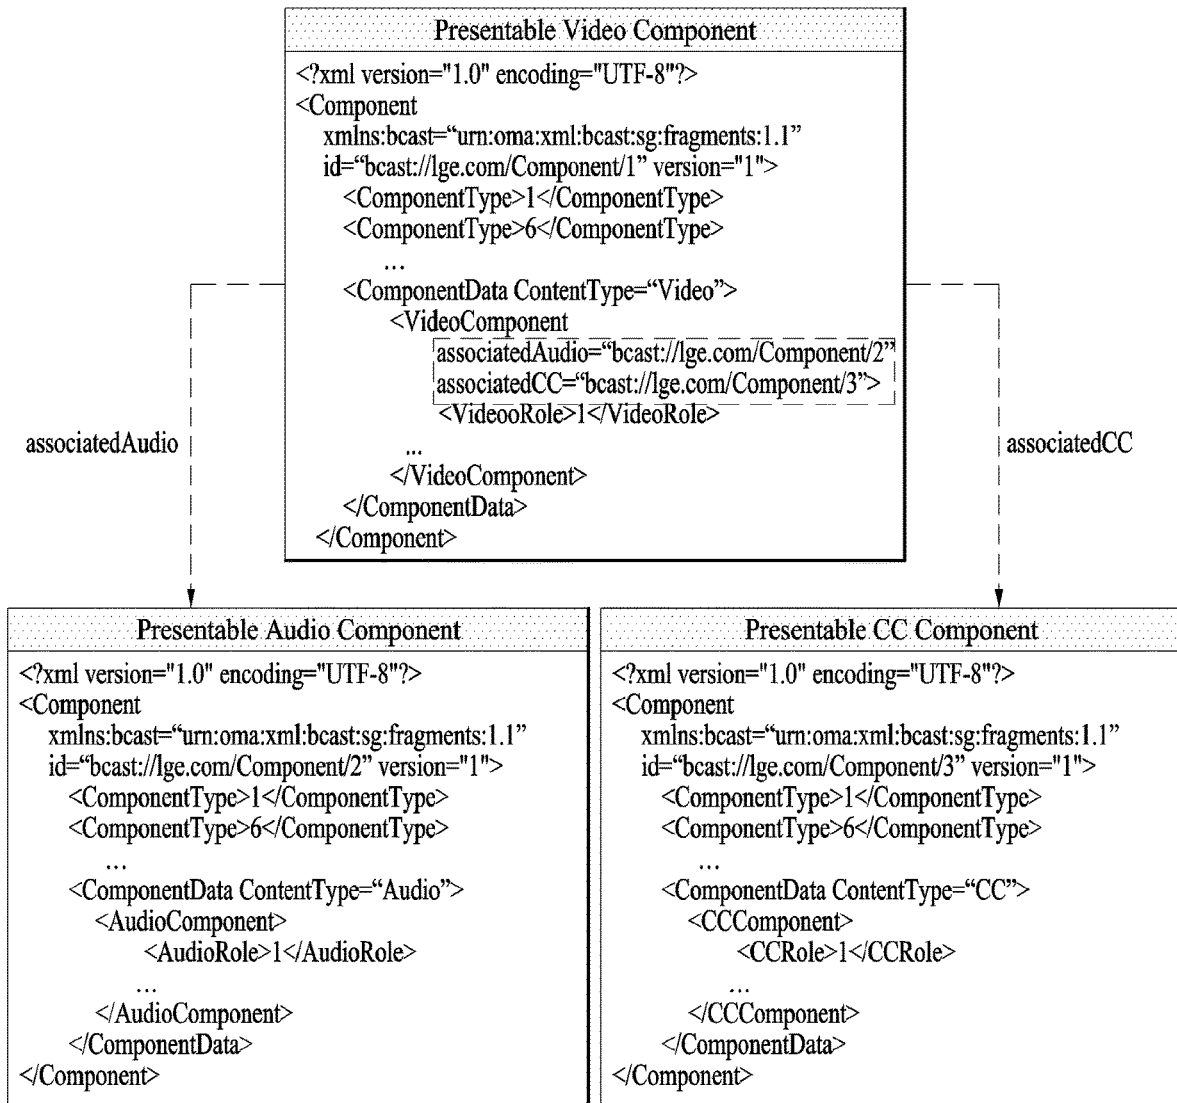 Presentable Video Component
<?xml version="1.0" encoding="UTF-8"?>
<Component
xmlns:bcast=“urn:oma:xml:bcast:sg:fragments:1.1”
id=“bcast://lge.com/Component/1” version="1">
<ComponentType>1</ComponentType>
<ComponentType>6</ComponentType>
...
<ComponentData ContentType=“Video”>
<VideoComponent
associatedAudio=“bcast://lge.com/Component/2”
associatedCC=“bcast://lge.com/Component/3”>
<VideooRole>1</VideoRole>
...
</VideoComponent>
</ComponentData>
</Component>
associatedAudio
associatedCC
Presentable Audio Component
<?xml version="1.0" encoding="UTF-8"?>
<Component
xmlns:bcast=“urn:oma:xml:bcast:sg:fragments:1.1”
id=“bcast://lge.com/Component/2” version="1">
<ComponentType>1</ComponentType>
<ComponentType>6</ComponentType>
...
<ComponentData ContentType=“Audio”>
<AudioComponent>
<AudioRole>1</AudioRole>
...
</AudioComponent>
</ComponentData>
</Component>
Presentable CC Component
<?xml version="1.0" encoding="UTF-8"?>
<Component
xmlns:bcast=“urn:oma:xml:bcast:sg:fragments:1.1”
id=“bcast://lge.com/Component/3” version="1">
<ComponentType>1</ComponentType>
<ComponentType>6</ComponentType>
...
<ComponentData ContentType=“CC”>
<CCComponent>
<CCRole>1</CCRole>
...
</CCComponent>
</ComponentData>
</Component>